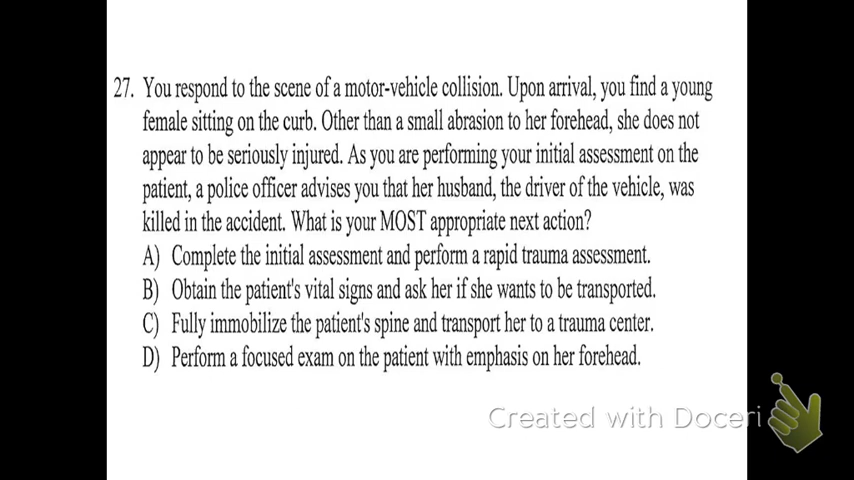 27. You respond to the scene of a motor-vehicle collision. Upon arrival, you find a young
female sitting on the curb. Other than a small abrasion to her forehead, she does not
appear to be seriously injured. As you are performing your initial assessment on the
patient, a police officer advises you that her husband, the driver of the vehicle, was
killed in the accident. What is your MOST appropriate next action?
A) Complete the initial assessment and perform a rapid trauma assessment.
B) Obtain the patient's vital signs and ask her if she wants to be transported.
C) Fully immobilize the patient's spine and transport her to a trauma center.
D) Perform a focused exam on the patient with emphasis on her forehead.
Created with Doceri